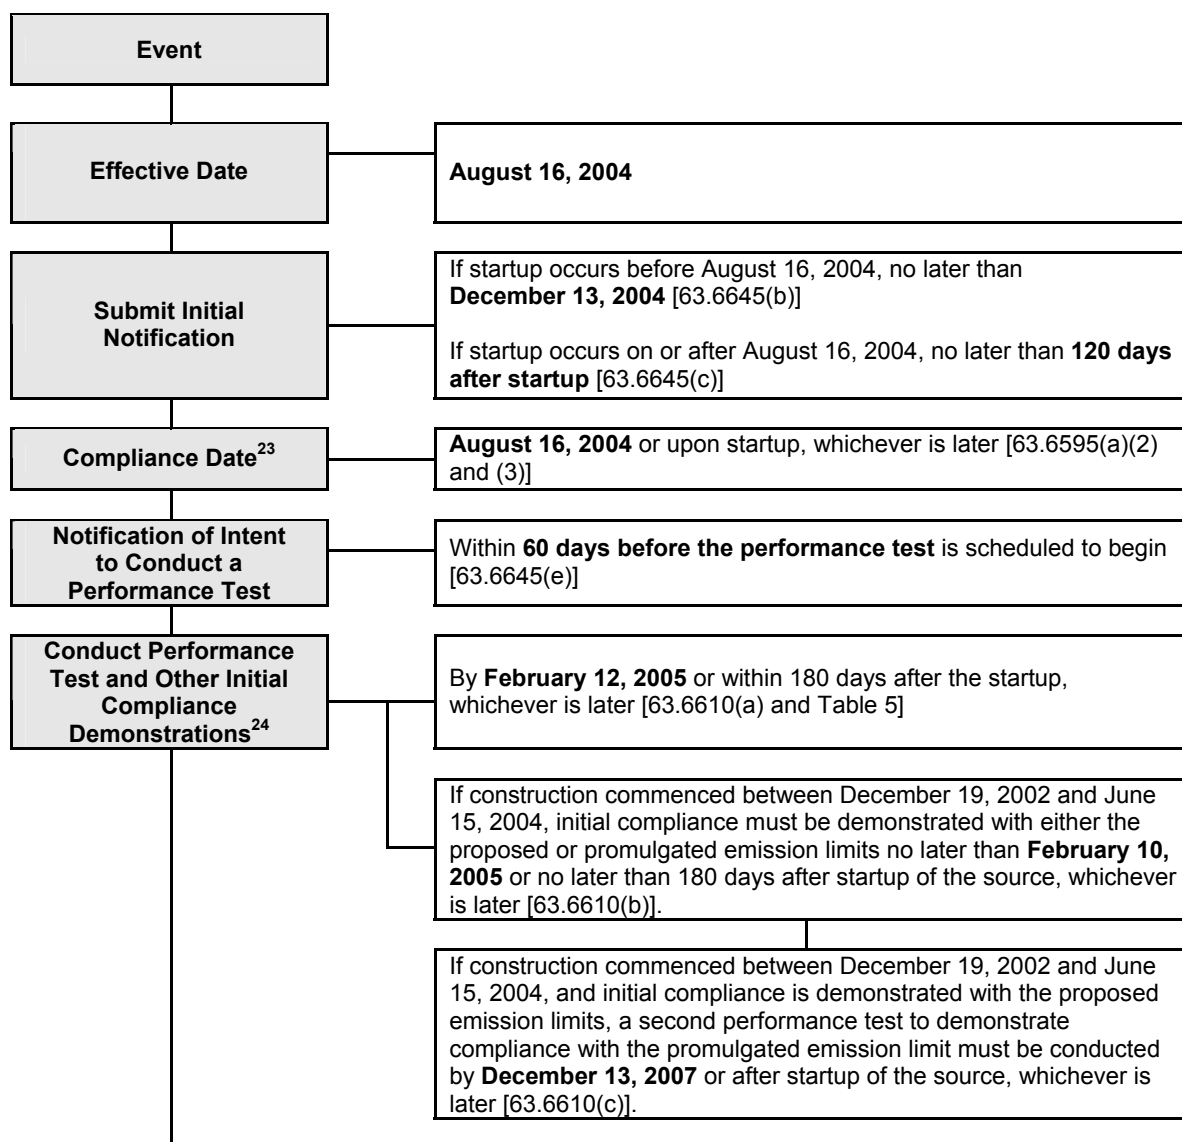 Event
Effective Date
August 16, 2004
Submit Initial
Notification
If startup occurs before August 16, 2004, no later than
December 13, 2004 [63.6645(b)]
If startup occurs on or after August 16, 2004, no later than 120 days
after startup [63.6645(c)]
Compliance Date23
August 16, 2004 or upon startup, whichever is later [63.6595(a)(2)
and (3)]
Notification of Intent
to Conduct a
Performance Test
Within 60 days before the performance test is scheduled to begin
[63.6645(e)]
Conduct Performance
Test and Other Initial
Compliance
Demonstrations24
By February 12, 2005 or within 180 days after the startup,
whichever is later [63.6610(a) and Table 5]
If construction commenced between December 19, 2002 and June
15, 2004, initial compliance must be demonstrated with either the
proposed or promulgated emission limits no later than February 10,
2005 or no later than 180 days after startup of the source, whichever
is later [63.6610(b)].
If construction commenced between December 19, 2002 and June
15, 2004, and initial compliance is demonstrated with the proposed
emission limits, a second performance test to demonstrate
compliance with the promulgated emission limit must be conducted
by December 13, 2007 or after startup of the source, whichever is
later [63.6610(c)].